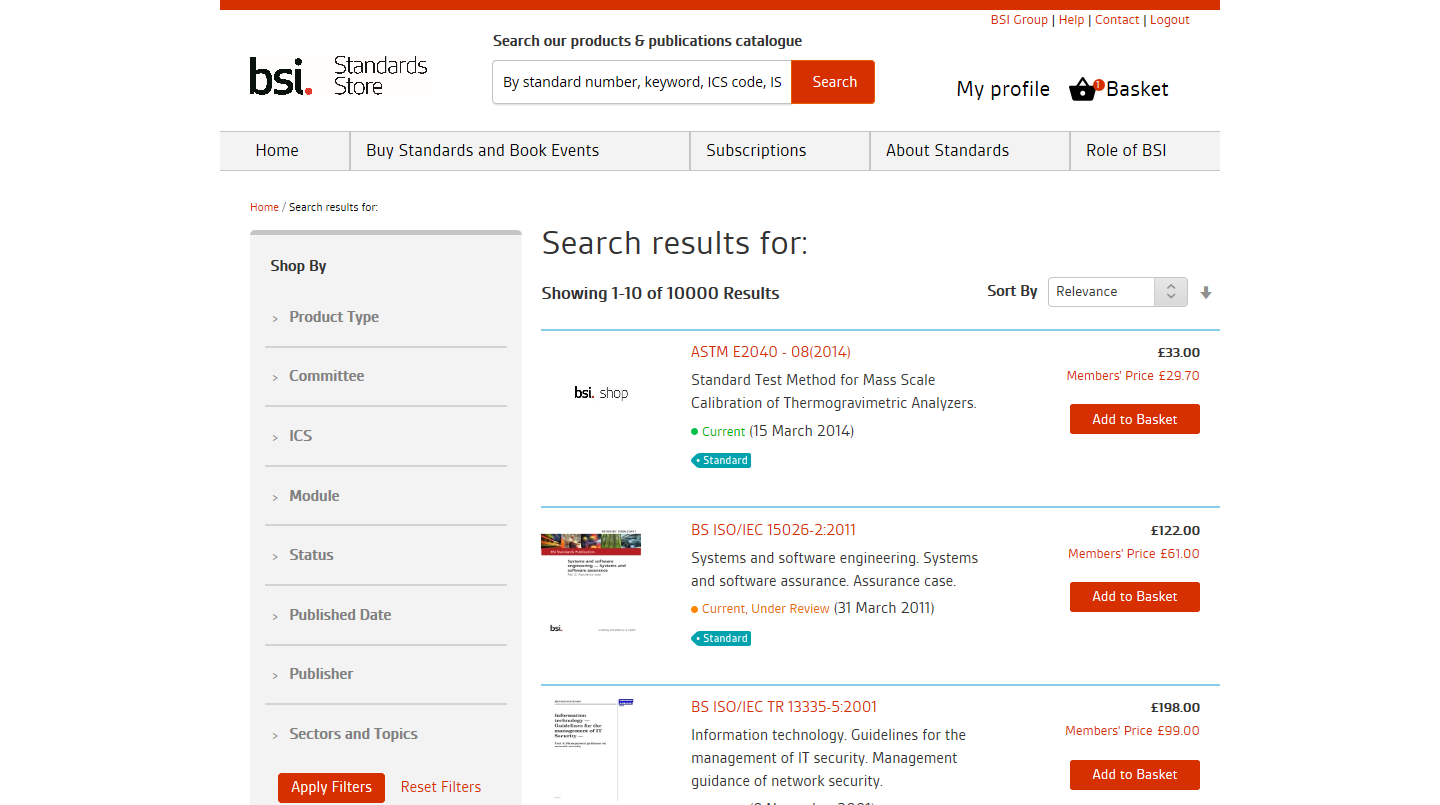 BSI Group | Help | Contact | Logout
Search our products & publications catalogue
bsi. Standards Store
By standard number, keyword, ICS code, IS
Search
My profile
1
Basket
Home
Buy Standards and Book Events
Subscriptions
About Standards
Role of BSI
Home / Search results for:
Shop By
> Product Type
> Committee
> ICS
> Module
> Status
> Published Date
> Publisher
> Sectors and Topics
Apply Filters
Reset Filters
Search results for:
Showing 1-10 of 10000 Results
Sort By
Relevance
bsi. shop
ASTM E2040 - 08(2014)
Standard Test Method for Mass Scale
Calibration of Thermogravimetric Analyzers.
Current (15 March 2014)
Standard
£33.00
Members' Price £29.70
Add to Basket
Systems and software
engineering — Systems and
software assurance
bsi.
BS ISO/IEC 15026-2:2011
Systems and software engineering. Systems
and software assurance. Assurance case.
Current, Under Review (31 March 2011)
Standard
£122.00
Members' Price £61.00
Add to Basket
Information
technology —
Guidelines for the
management of IT
Security —
BS ISO/IEC TR 13335-5:2001
Information technology. Guidelines for the
management of IT security. Management
guidance of network security.
£198.00
Members' Price £99.00
Add to Basket